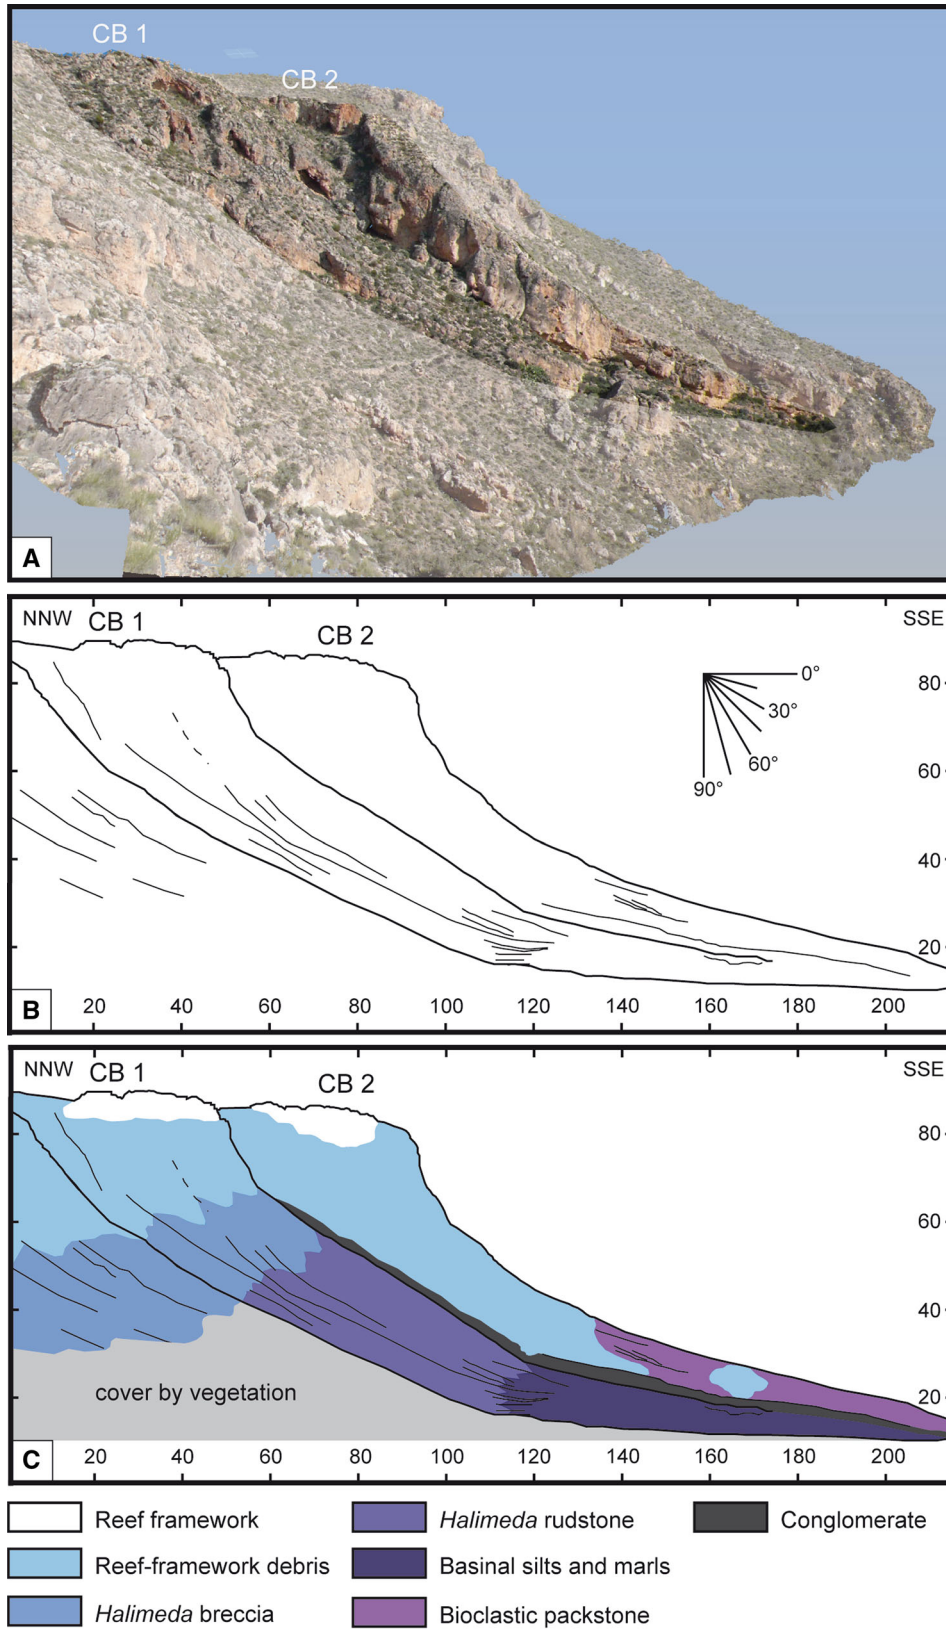 CB 1
CB 2
A
NNW CB 1 CB 2 SSE
80
60
40
20
0°
30°
60°
90°
B 20 40 60 80 100 120 140 160 180 200
NNW CB 1 CB 2 SSE
80
60
40
20
cover by vegetation
C 20 40 60 80 100 120 140 160 180 200
Reef framework Halimeda rudstone Conglomerate
Reef-framework debris Basinal silts and marls
Halimeda breccia Bioclastic packstone